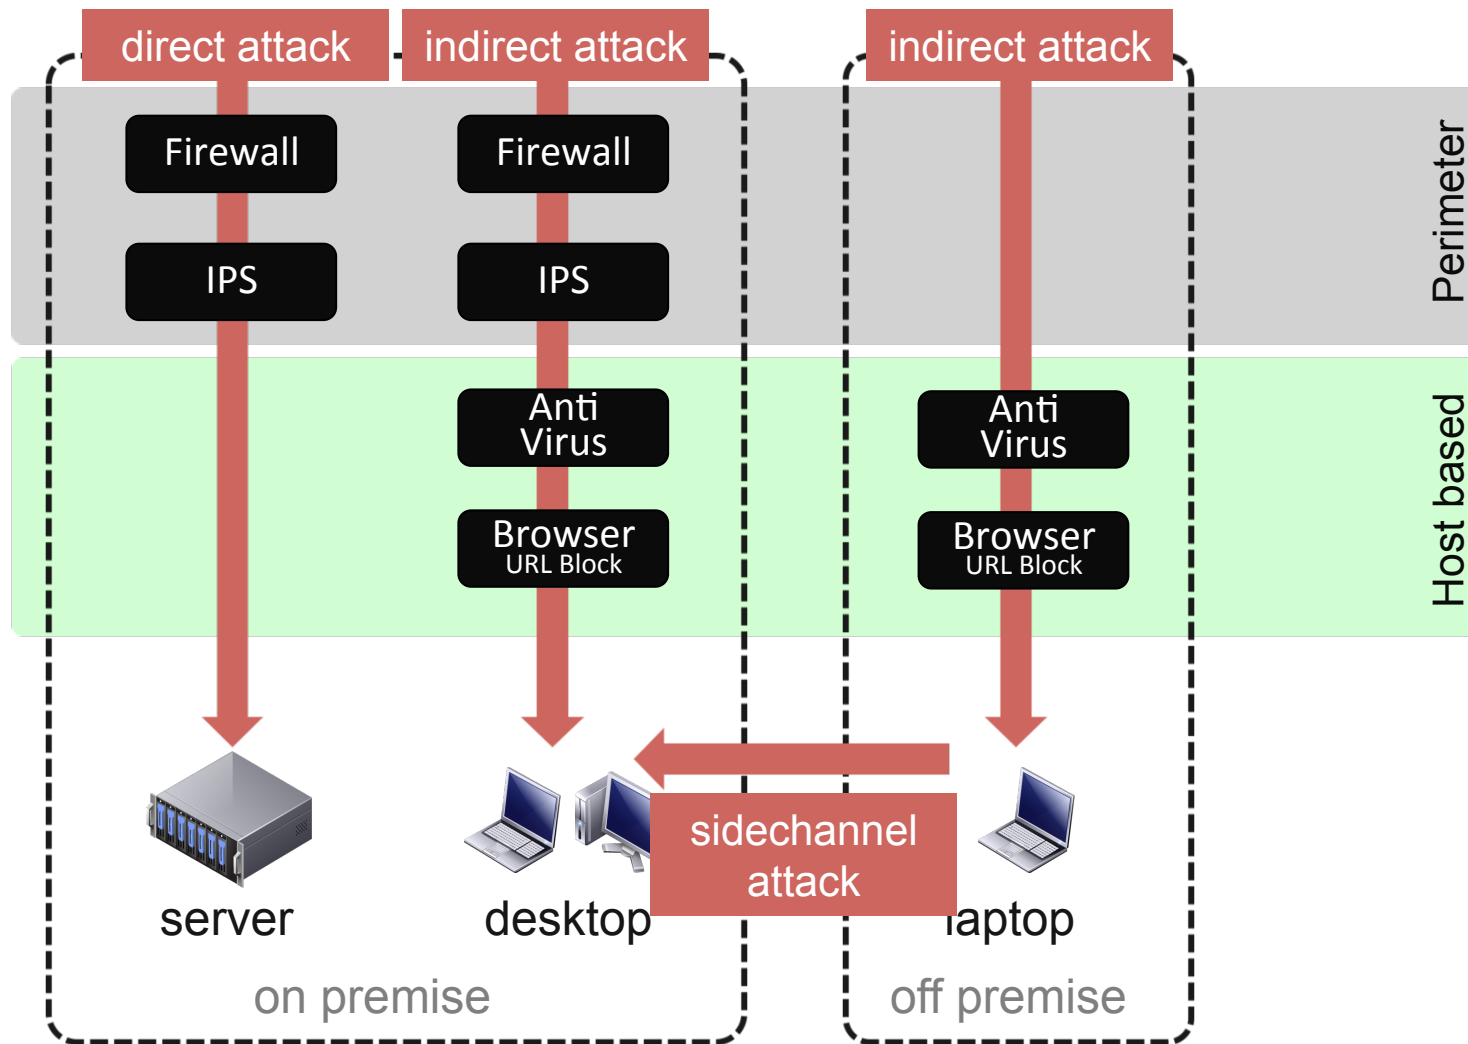 direct attack
indirect attack
indirect attack
Firewall
Firewall
IPS
IPS
Perimeter
Anti
Virus
Anti
Virus
Browser
URL Block
Browser
URL Block
Host based
sidechannel
attack
server
desktop
laptop
on premise
off premise